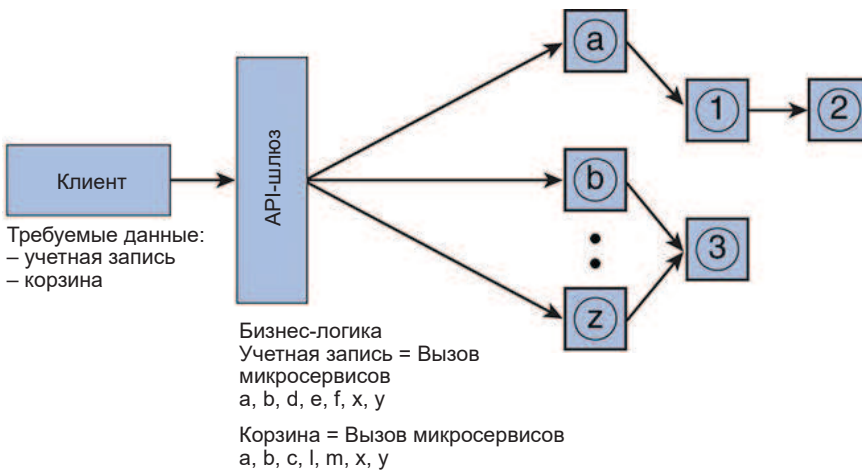 Клиент
Требуемые данные:
– учетная запись
– корзина
API-шлюз
Бизнес-логика
Учетная запись = Вызов
микросервисов
a, b, d, e, f, x, y
Корзина = Вызов микросервисов
a, b, c, l, m, x, y
a
1
2
b
3
z